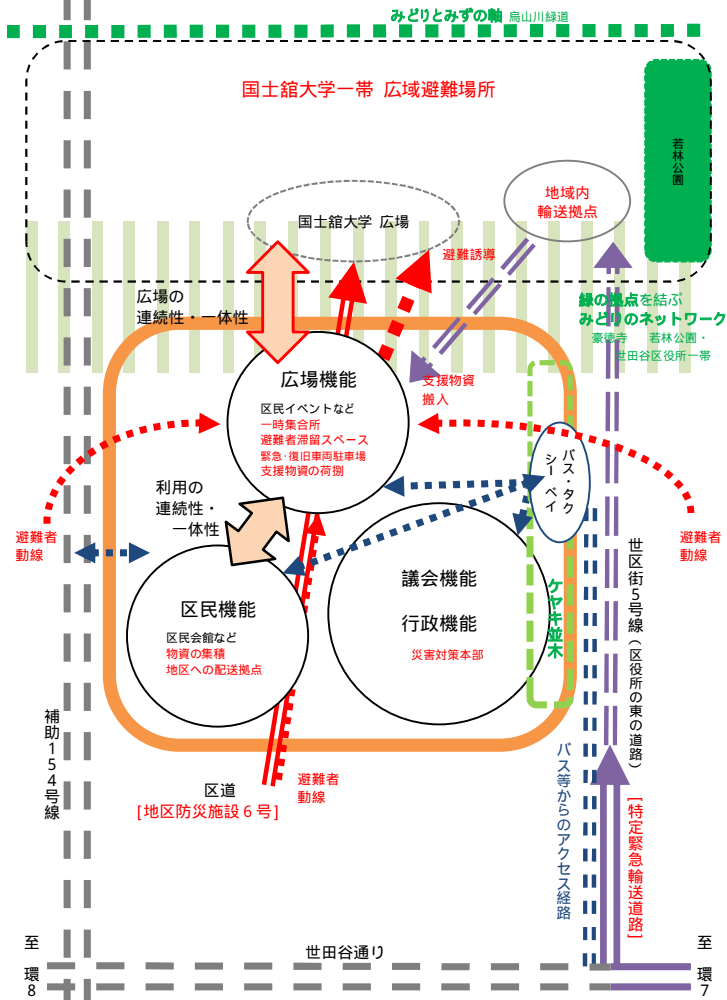 みどりとみずの軸 烏山川緑道
国士舘大学一帯 広域避難場所
若林公園
地域内
輸送拠点
国士舘大学 広場
避難誘導
広場の
連続性・一体性
緑の拠点を結ぶ
みどりのネットワーク
豪徳寺 若林公園・
世田谷区役所一帯
支援物資
搬入
広場機能
区民イベントなど
一時集合所
避難者滞留スペース
緊急・復旧車両駐車場
支援物資の荷捌
バス・タク
シーベイ
利用の
連続性・
一体性
避難者
動線
避難者
動線
区民機能
区民会館など
物資の集積
地区への配送拠点
議会機能
行政機能
災害対策本部
ケヤキ並木
世区街5号線(区役所の東の道路)
補助154号線
バス等からのアクセス経路
[特定緊急輸送道路]
区道
[地区防災施設6号]
避難者
動線
世田谷通り
至
環8
至
環7